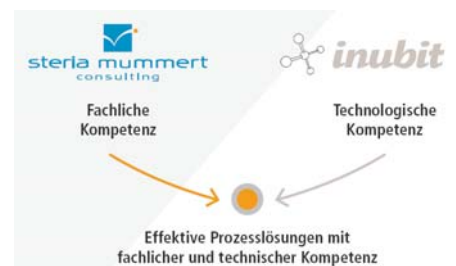 steria mummert
consulting
inubit
Fachliche
Kompetenz
Technologische
Kompetenz
Effektive Prozesslösungen mit
fachlicher und technischer Kompetenz